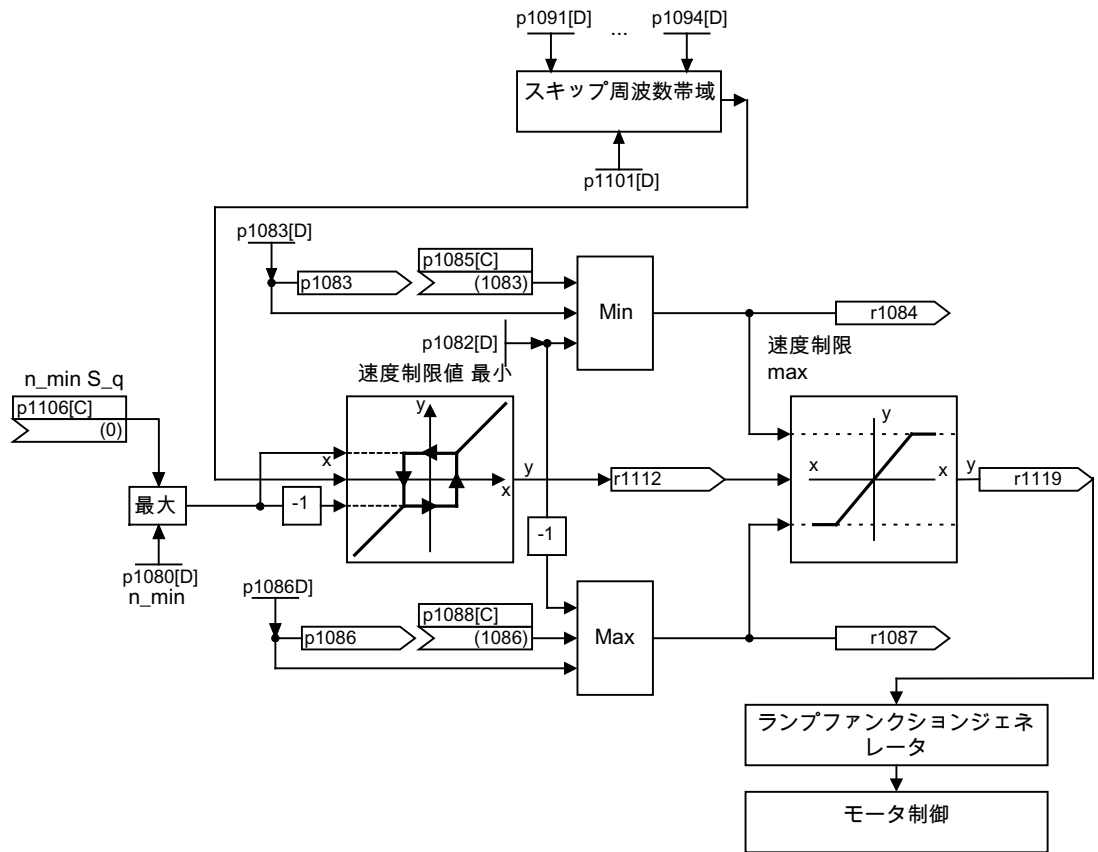 p1091[D] ... p1094[D]
スキップ周波数帯域
p1101[D]
p1083[D]
p1083
p1085[C]
(1083)
Min
r1084
p1082[D]
速度制限値 最小
速度制限
max
n_min S_q
p1106[C]
(0)
最大
p1080[D]
n_min
-1
x
y
x
y
r1112
-1
y
x
x
y
r1119
p1086D]
p1086
p1088[C]
(1086)
Max
r1087
ランプファンクションジェネ
レータ
モータ制御